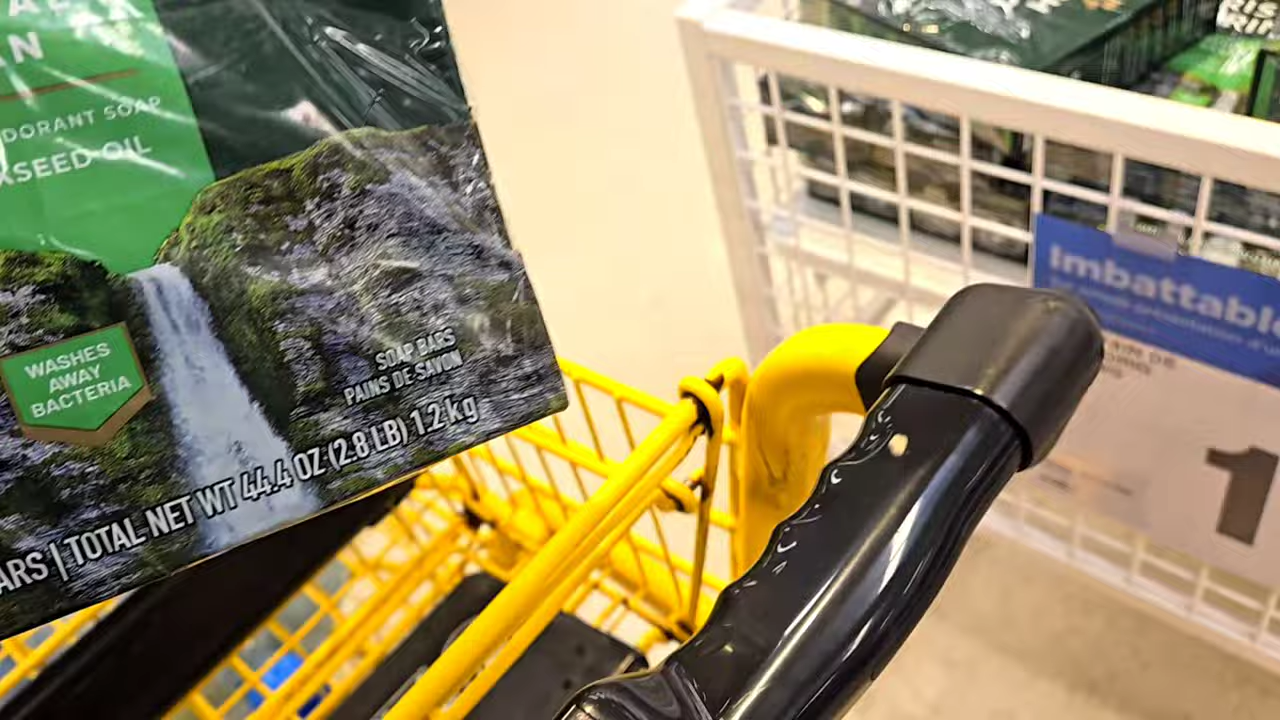 N
DORANT SOAP
XSEED OIL
WASHES
AWAY
BACTERIA
SOAP BARS
PAINS DE SAVON
ARS | TOTAL NET WT 44.4 OZ (2.8 LB) 1.2 kg
Imbattabl
1